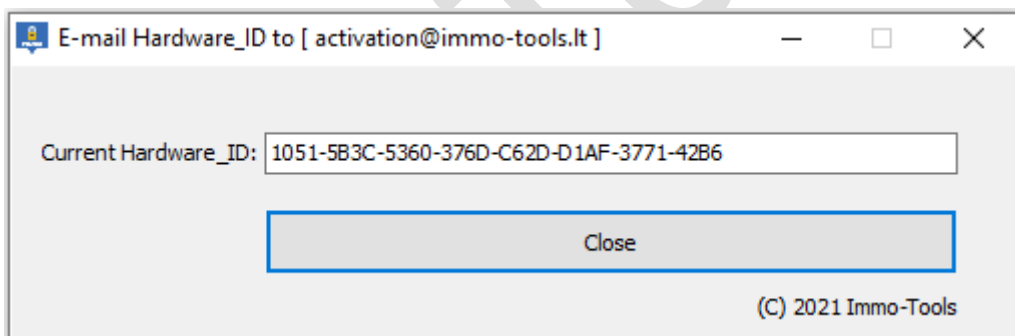 E-mail Hardware_ID to [ activation@immo-tools.lt ]
Current Hardware_ID: 1051-5B3C-5360-376D-C62D-D1AF-3771-42B6
Close
(C) 2021 Immo-Tools